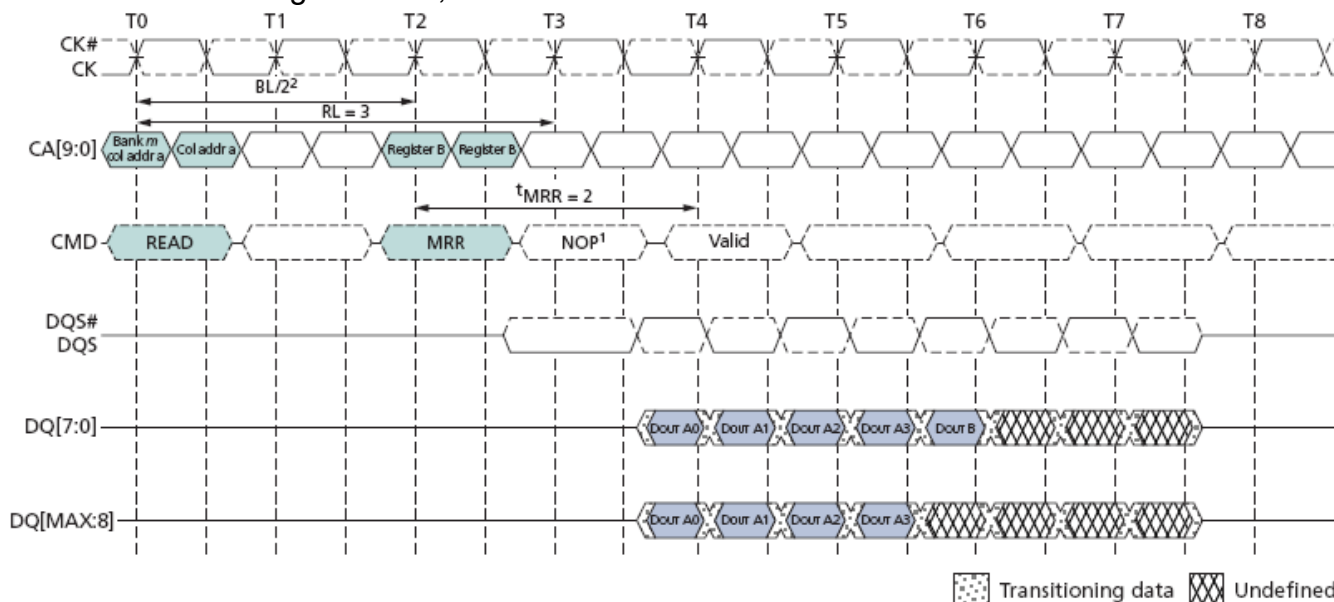 T0 T1 T2 T3 T4 T5 T6 T7 T8
CK#
CK
BL/2²
RL = 3
CA[9:0] Bank m col addr a Col addr a Register B Register B
tMRR = 2
CMD READ MRR NOP¹ Valid
DQS#
DQS
DQ[7:0] DOUT A0 DOUT A1 DOUT A2 DOUT A3 DOUT B
DQ[MAX:8] DOUT A0 DOUT A1 DOUT A2 DOUT A3
Transitioning data Undefined